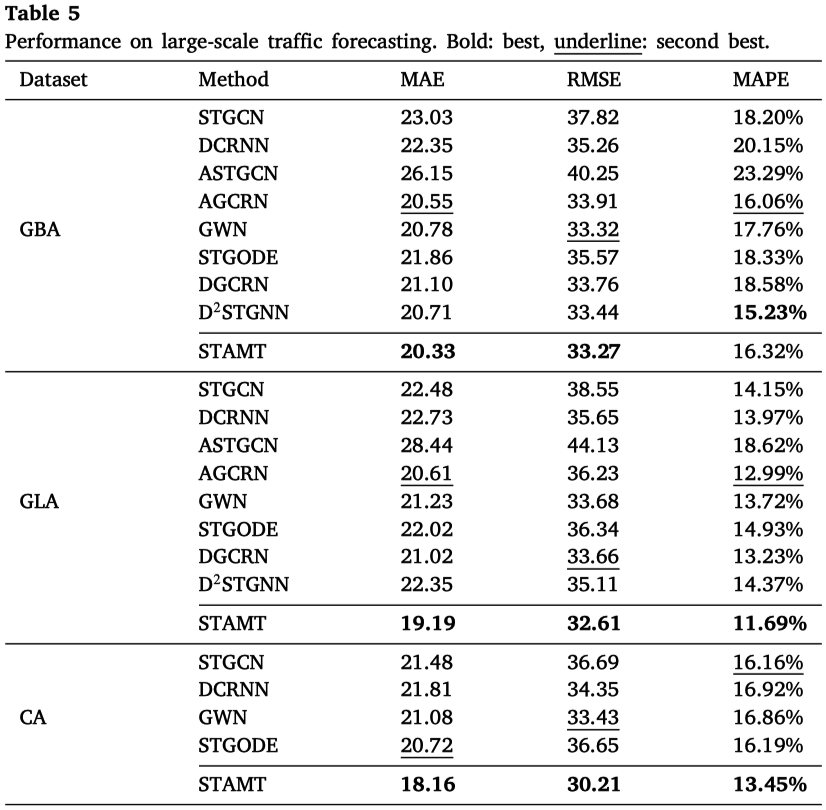 Table 5
Performance on large-scale traffic forecasting. Bold: best, underline: second best.
Dataset Method MAE RMSE MAPE
STGCN 23.03 37.82 18.20%
DCRNN 22.35 35.26 20.15%
ASTGCN 26.15 40.25 23.29%
AGCRN 20.55 33.91 16.06%
GBA GWN 20.78 33.32 17.76%
STGODE 21.86 35.57 18.33%
DGCRN 21.10 33.76 18.58%
D²STGNN 20.71 33.44 15.23%
STAMT 20.33 33.27 16.32%
STGCN 22.48 38.55 14.15%
DCRNN 22.73 35.65 13.97%
ASTGCN 28.44 44.13 18.62%
AGCRN 20.61 36.23 12.99%
GLA GWN 21.23 33.68 13.72%
STGODE 22.02 36.34 14.93%
DGCRN 21.02 33.66 13.23%
D²STGNN 22.35 35.11 14.37%
STAMT 19.19 32.61 11.69%
STGCN 21.48 36.69 16.16%
DCRNN 21.81 34.35 16.92%
CA GWN 21.08 33.43 16.86%
STGODE 20.72 36.65 16.19%
STAMT 18.16 30.21 13.45%